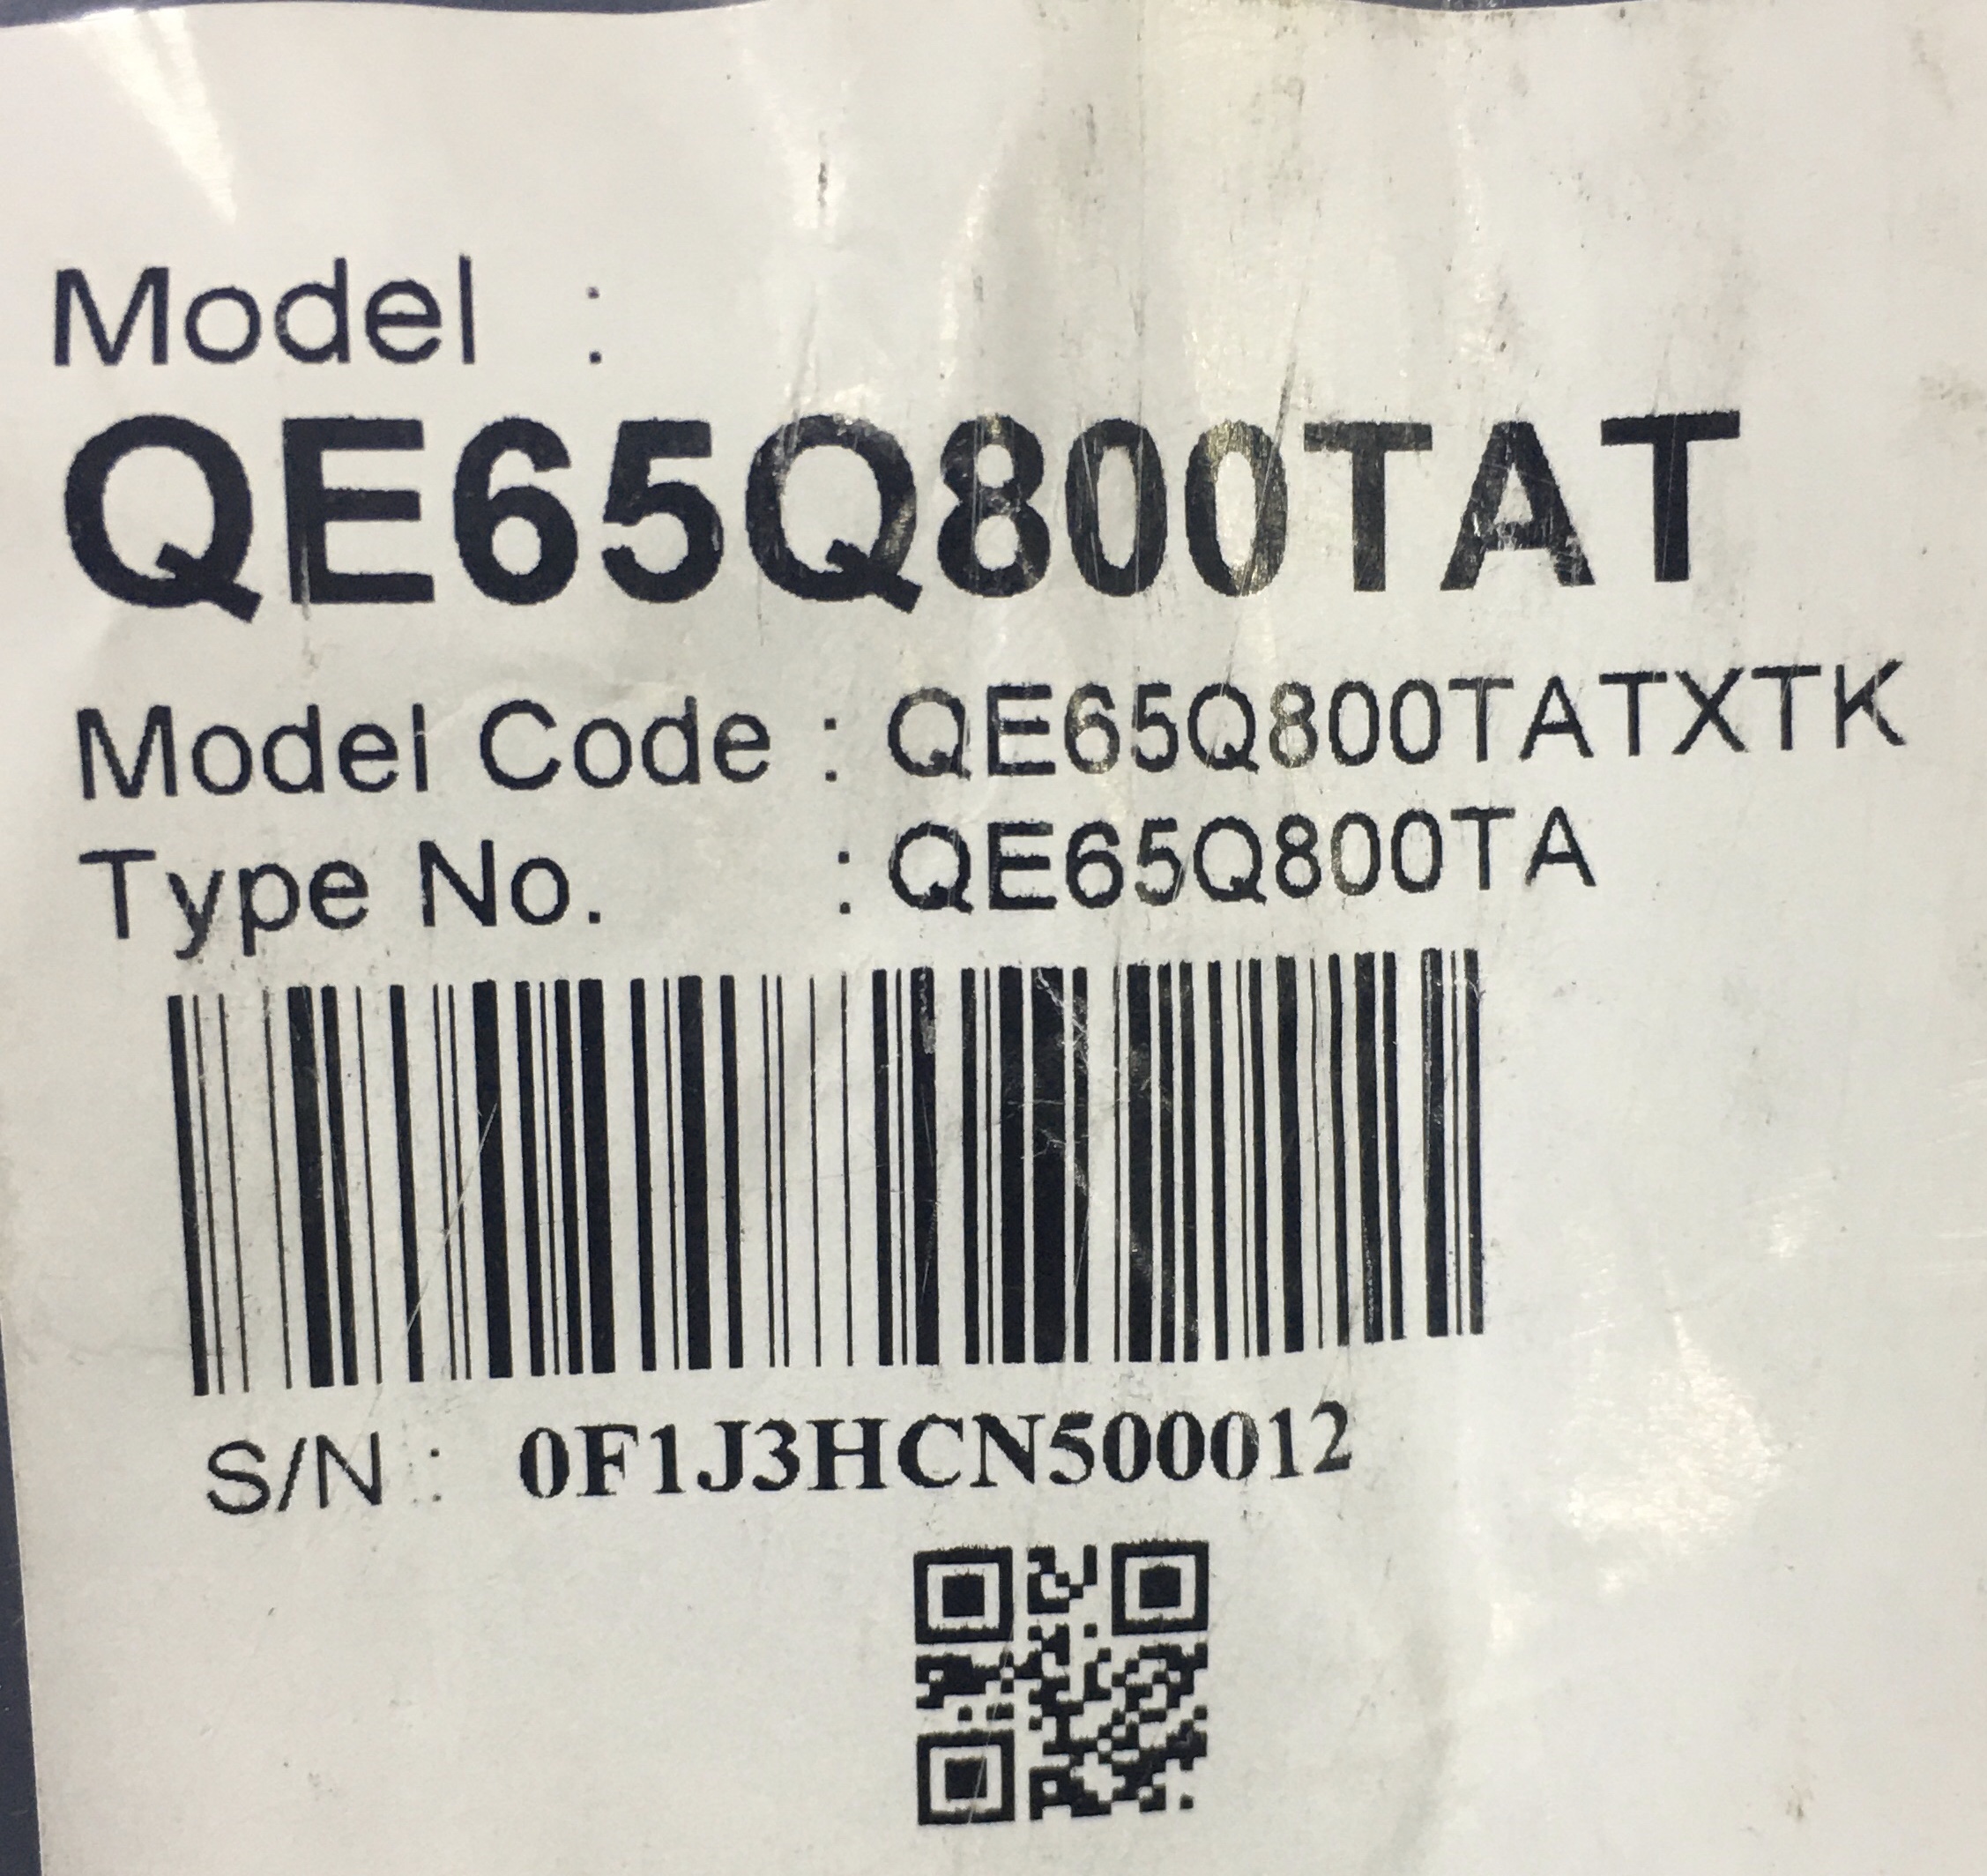 Model :
QE65Q800TAT
Model Code : QE65Q800TATXTK
Type No. : QE65Q800TA
S/N : 0F1J3HCN500012